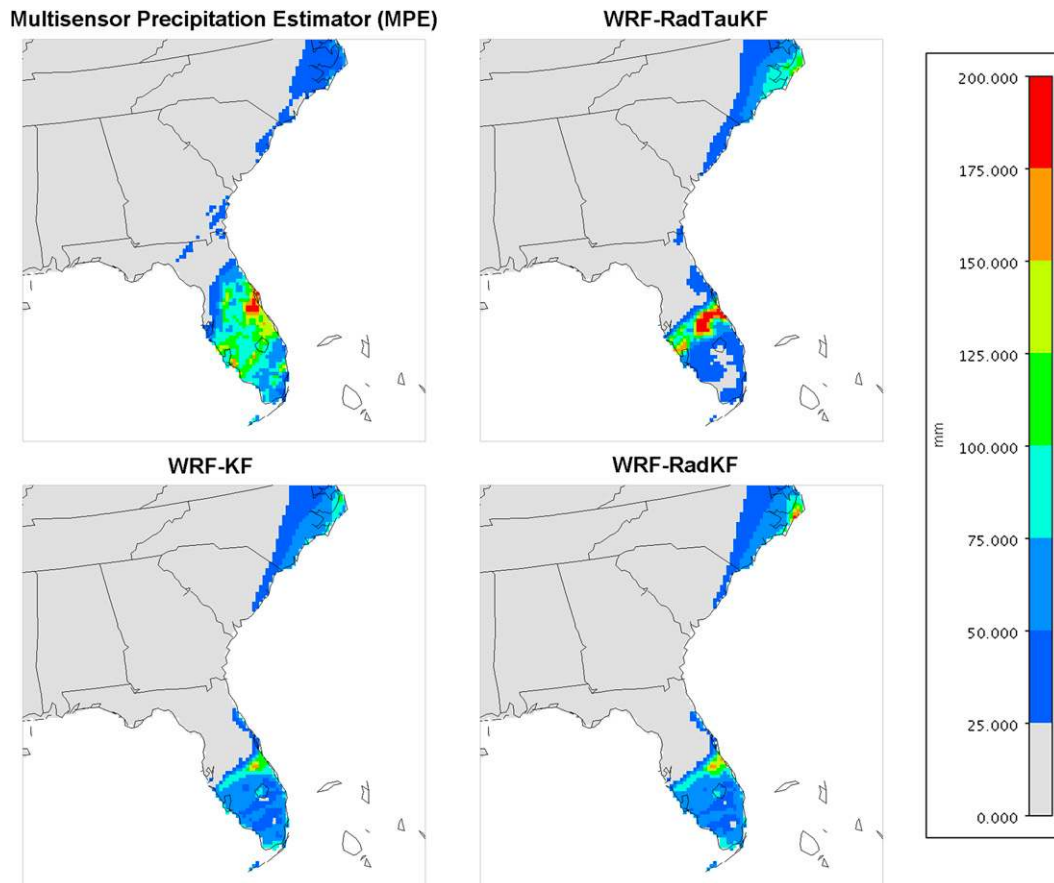 Multisensor Precipitation Estimator (MPE)
WRF-RadTauKF
WRF-KF
WRF-RadKF
200.000
175.000
150.000
125.000
100.000
75.000
50.000
25.000
0.000
mm